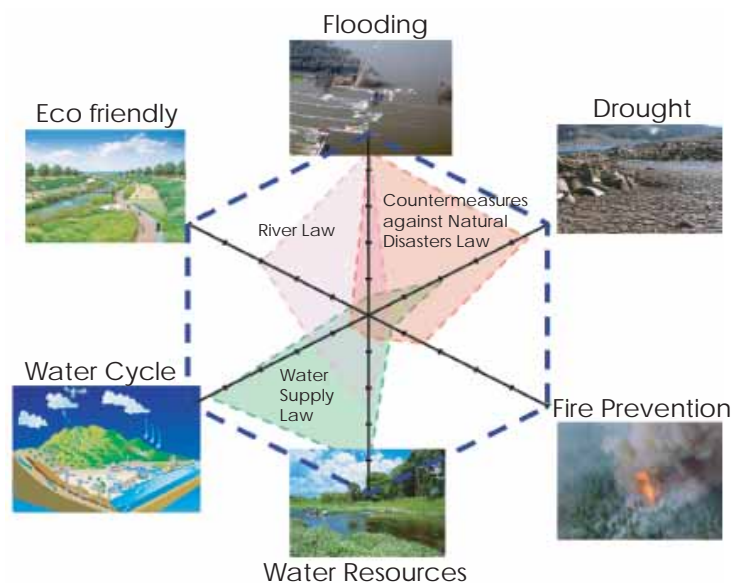 Flooding
Eco friendly
Drought
River Law
Countermeasures
against Natural
Disasters Law
Water Cycle
Water
Supply
Law
Fire Prevention
Water Resources